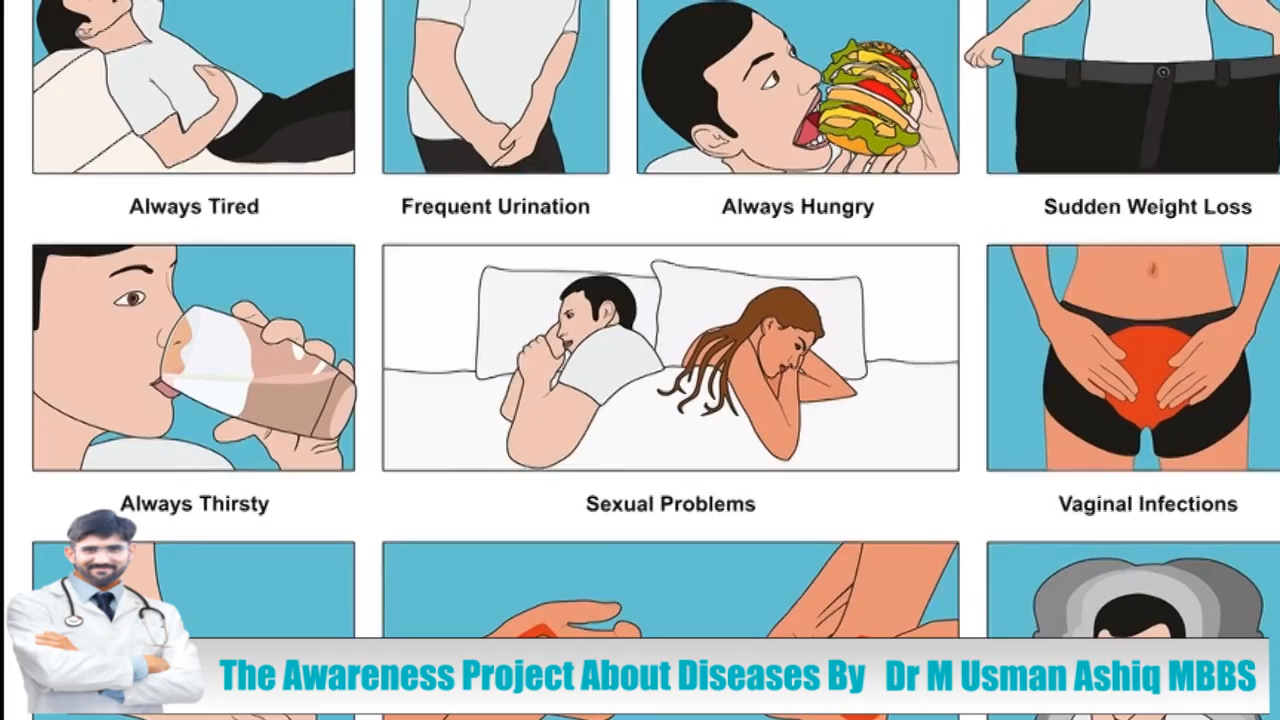 Always Tired
Frequent Urination
Always Hungry
Sudden Weight Loss
Always Thirsty
Sexual Problems
Vaginal Infections
The Awareness Project About Diseases By Dr M Usman Ashiq MBBS